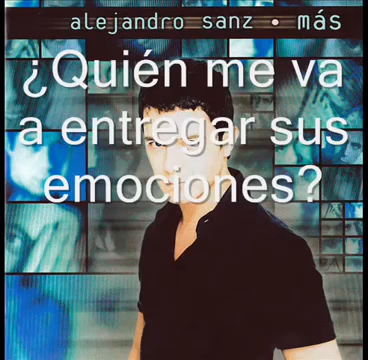 alejandro sanz • más
¿Quién me va
a entregar sus
emociones?